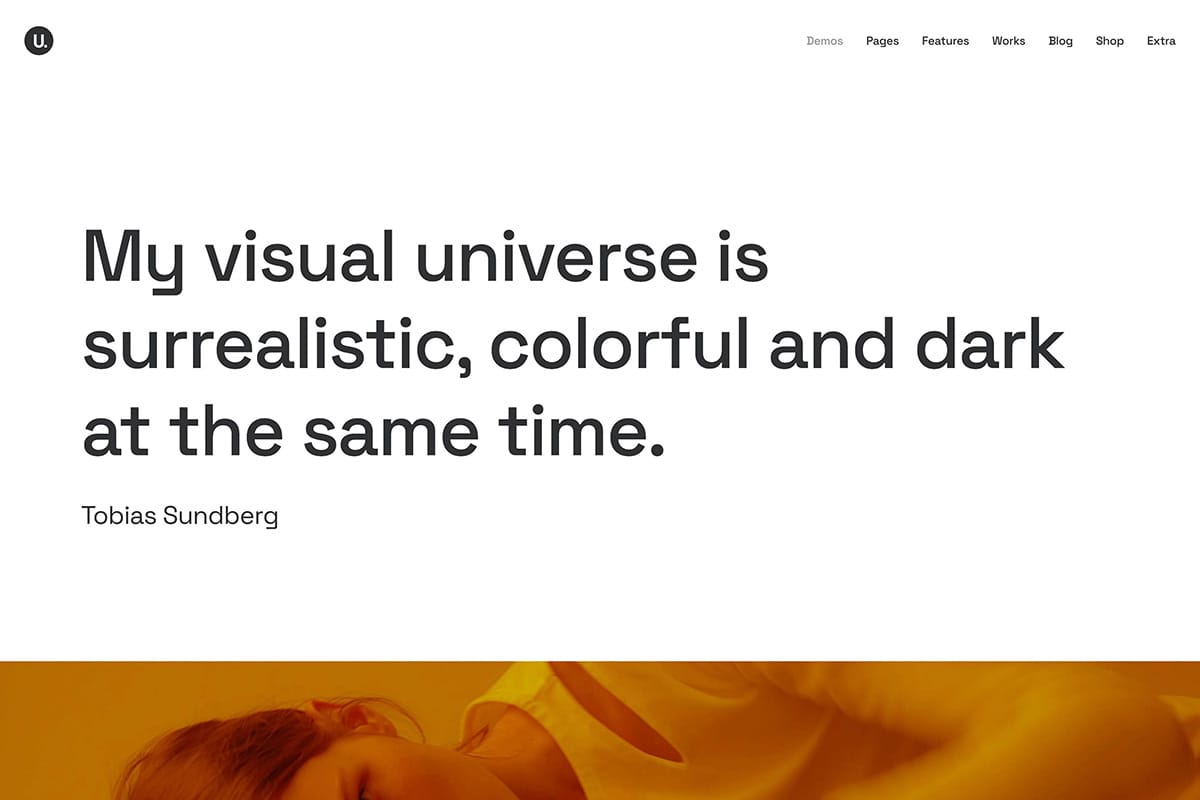 U.
Demos Pages Features Works Blog Shop Extra
My visual universe is
surrealistic, colorful and dark
at the same time.
Tobias Sundberg